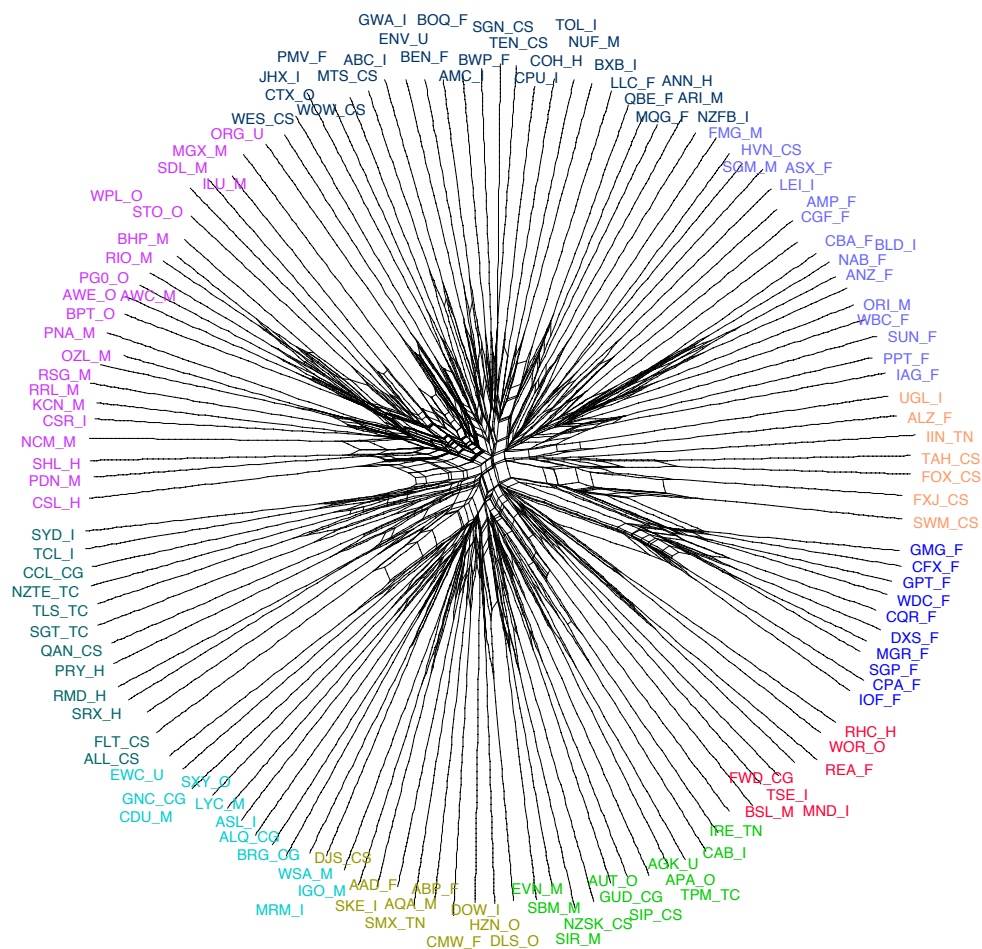 GWA_I BOQ_F
SGN_CS TOL_I
ENV_U TEN_CS NUF_M
PMV_F ABC_I BEN_F BWP_F COH_H BXB_I
JHX_I MTS_CS AMC_I CPU_I LLC_F ANN_H
CTX_O WOW_CS QBE_F ARI_M
WES_CS MQG_F NZFB_I
ORG_U FMG_M
MGX_M HVN_CS
SDL_M SGM_M ASX_F
ILU_M LEI_I
WPL_O AMP_F
STO_O CGF_F
BHP_M CBA_F BLD_I
RIO_M NAB_F
PG0_O ANZ_F
AWE_O AWC_M
BPT_O ORI_M
WBC_F
PNA_M SUN_F
OZL_M PPT_F
RSG_M IAG_F
RRL_M
KCN_M UGL_I
CSR_I ALZ_F
NCM_M IIN_TN
SHL_H TAH_CS
PDN_M FOX_CS
CSL_H FXJ_CS
SWM_CS
SYD_I
TCL_I GMG_F
CCL_CG CFX_F
NZTE_TC GPT_F
TLS_TC WDC_F
CQR_F
SGT_TC DXS_F
QAN_CS MGR_F
PRY_H SGP_F
CPA_F
RMD_H IOF_F
SRX_H
RHC_H
FLT_CS WOR_O
ALL_CS
EWC_U REA_F
SXY_O FWD_CG
GNC_CG LYC_M TSE_I
CDU_M BSL_M MND_I
ASL_I
ALQ_CG IRE_TN
BRG_CG DJS_CS CAB_I
WSA_M AGK_U
IGO_M AAD_F ABP_F AUT_O APA_O
MRM_I SKE_I AQA_M EVN_M GUD_CG TPM_TC
SMX_TN DOW_I SBM_M SIP_CS
HZN_O NZSK_CS
CMW_F DLS_O SIR_M